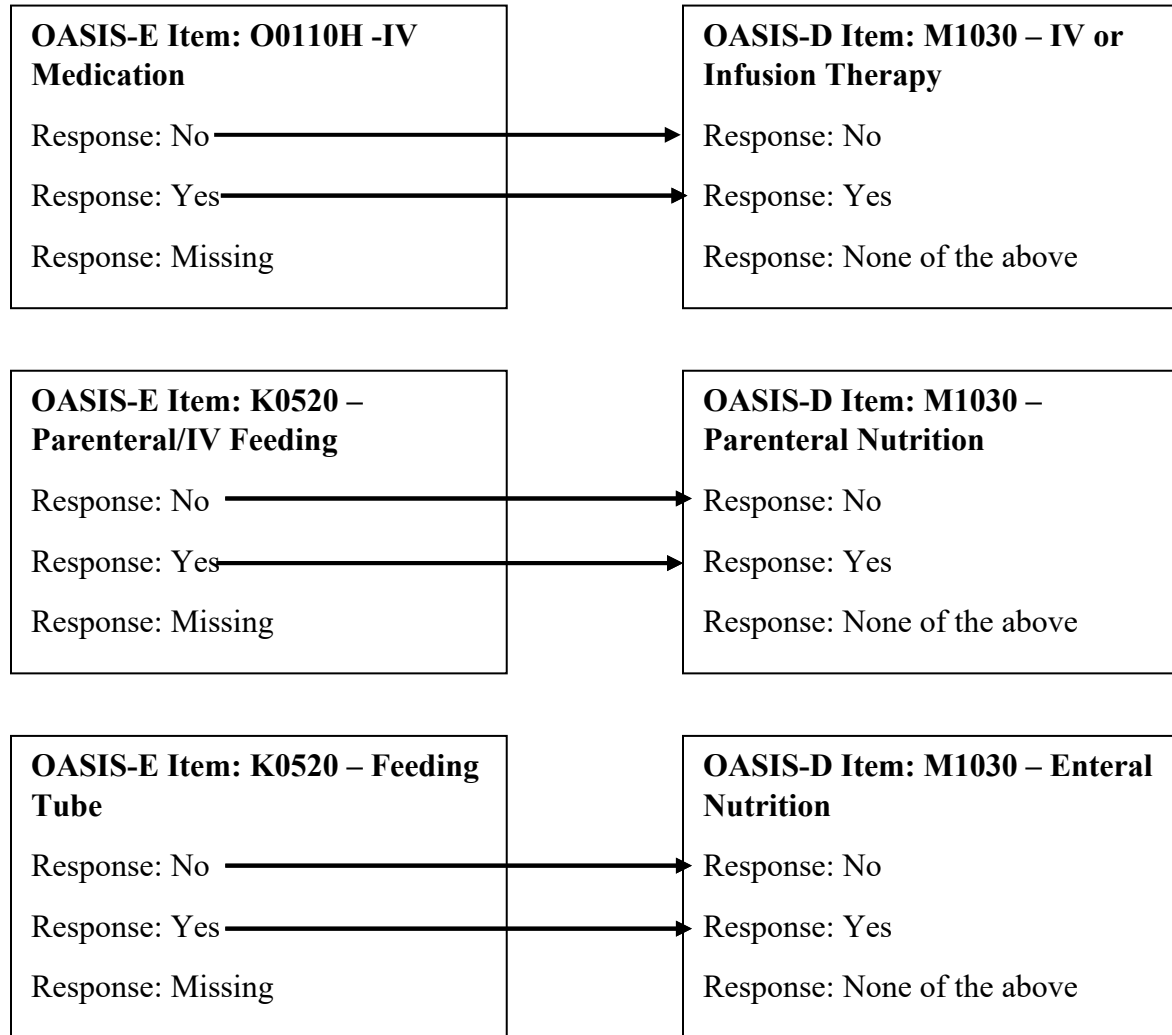 OASIS-E Item: O0110H -IV
Medication
Response: No
Response: Yes
Response: Missing
OASIS-D Item: M1030 – IV or
Infusion Therapy
Response: No
Response: Yes
Response: None of the above
OASIS-E Item: K0520 –
Parenteral/IV Feeding
Response: No
Response: Yes
Response: Missing
OASIS-D Item: M1030 –
Parenteral Nutrition
Response: No
Response: Yes
Response: None of the above
OASIS-E Item: K0520 – Feeding
Tube
Response: No
Response: Yes
Response: Missing
OASIS-D Item: M1030 – Enteral
Nutrition
Response: No
Response: Yes
Response: None of the above